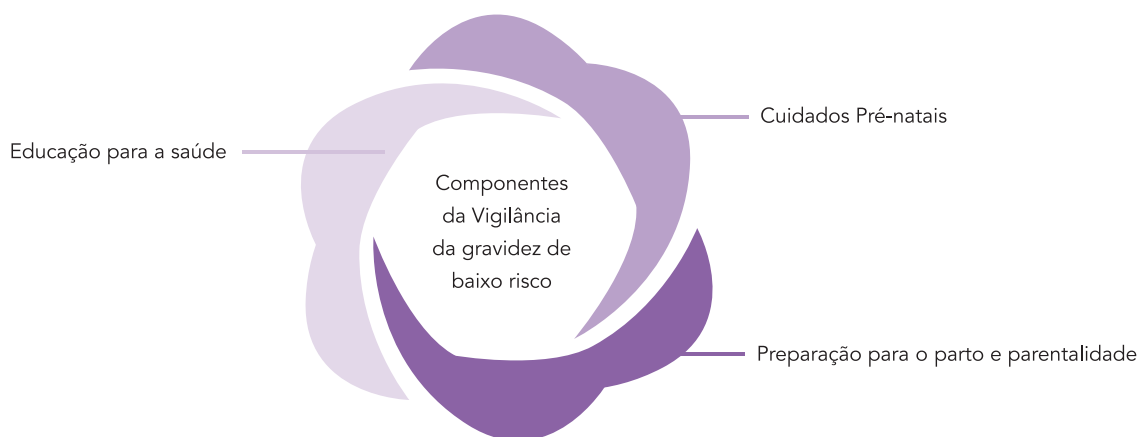 Cuidados Pré-natais
Educação para a saúde
Componentes
da Vigilância
da gravidez de
baixo risco
Preparação para o parto e parentalidade